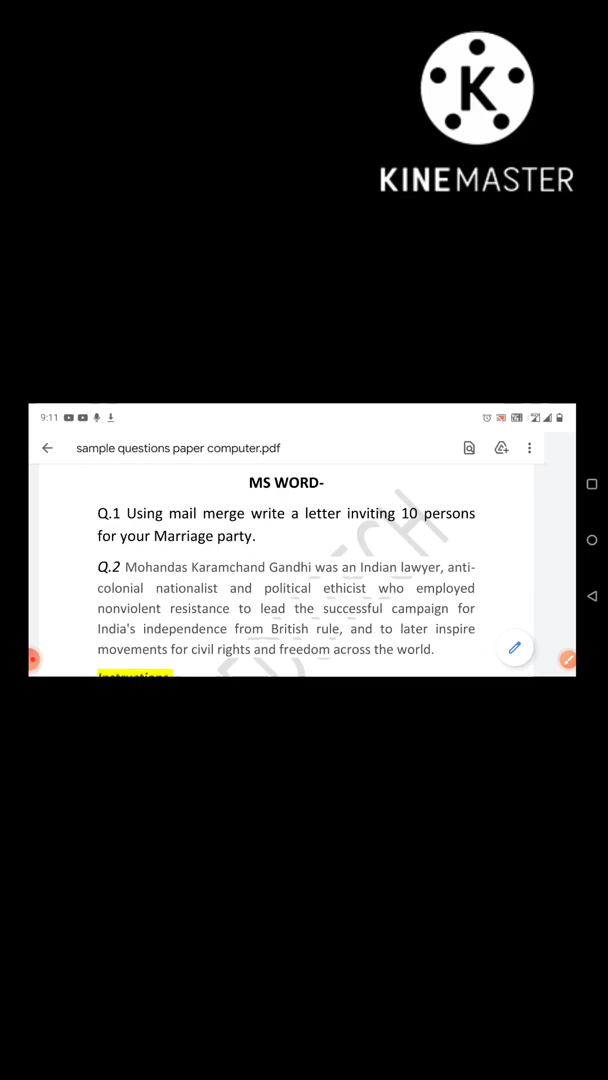 K
KINEMASTER
9:11
sample questions paper computer.pdf
MS WORD-
Q.1 Using mail merge write a letter inviting 10 persons
for your Marriage party.
Q.2 Mohandas Karamchand Gandhi was an Indian lawyer, anti-
colonial nationalist and political ethicist who employed
nonviolent resistance to lead the successful campaign for
India's independence from British rule, and to later inspire
movements for civil rights and freedom across the world.